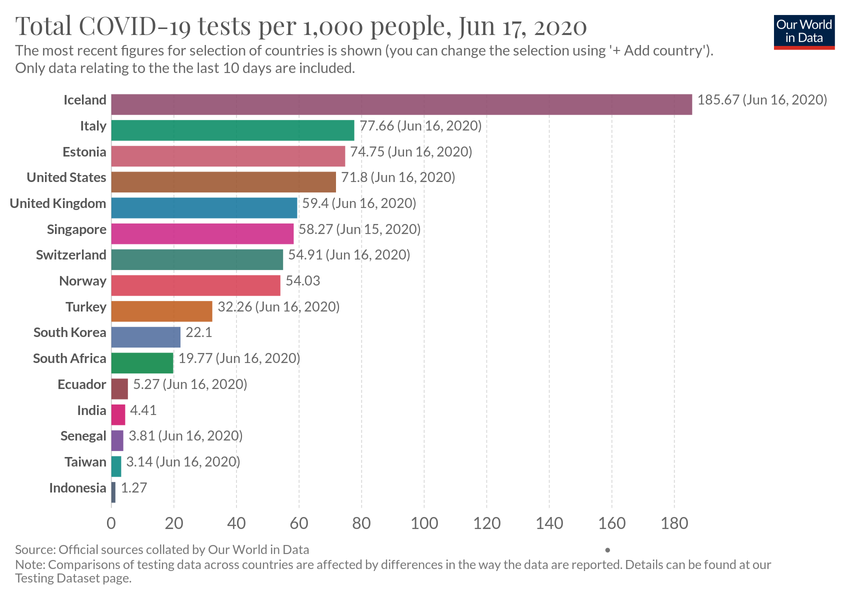 Total COVID-19 tests per 1,000 people, Jun 17, 2020
Our World
in Data
The most recent figures for selection of countries is shown (you can change the selection using '+ Add country').
Only data relating to the the last 10 days are included.
Iceland 185.67 (Jun 16, 2020)
Italy 77.66 (Jun 16, 2020)
Estonia 74.75 (Jun 16, 2020)
United States 71.8 (Jun 16, 2020)
United Kingdom 59.4 (Jun 16, 2020)
Singapore 58.27 (Jun 15, 2020)
Switzerland 54.91 (Jun 16, 2020)
Norway 54.03
Turkey 32.26 (Jun 16, 2020)
South Korea 22.1
South Africa 19.77 (Jun 16, 2020)
Ecuador 5.27 (Jun 16, 2020)
India 4.41
Senegal 3.81 (Jun 16, 2020)
Taiwan 3.14 (Jun 16, 2020)
Indonesia 1.27
0 20 40 60 80 100 120 140 160 180
Source: Official sources collated by Our World in Data •
Note: Comparisons of testing data across countries are affected by differences in the way the data are reported. Details can be found at our
Testing Dataset page.